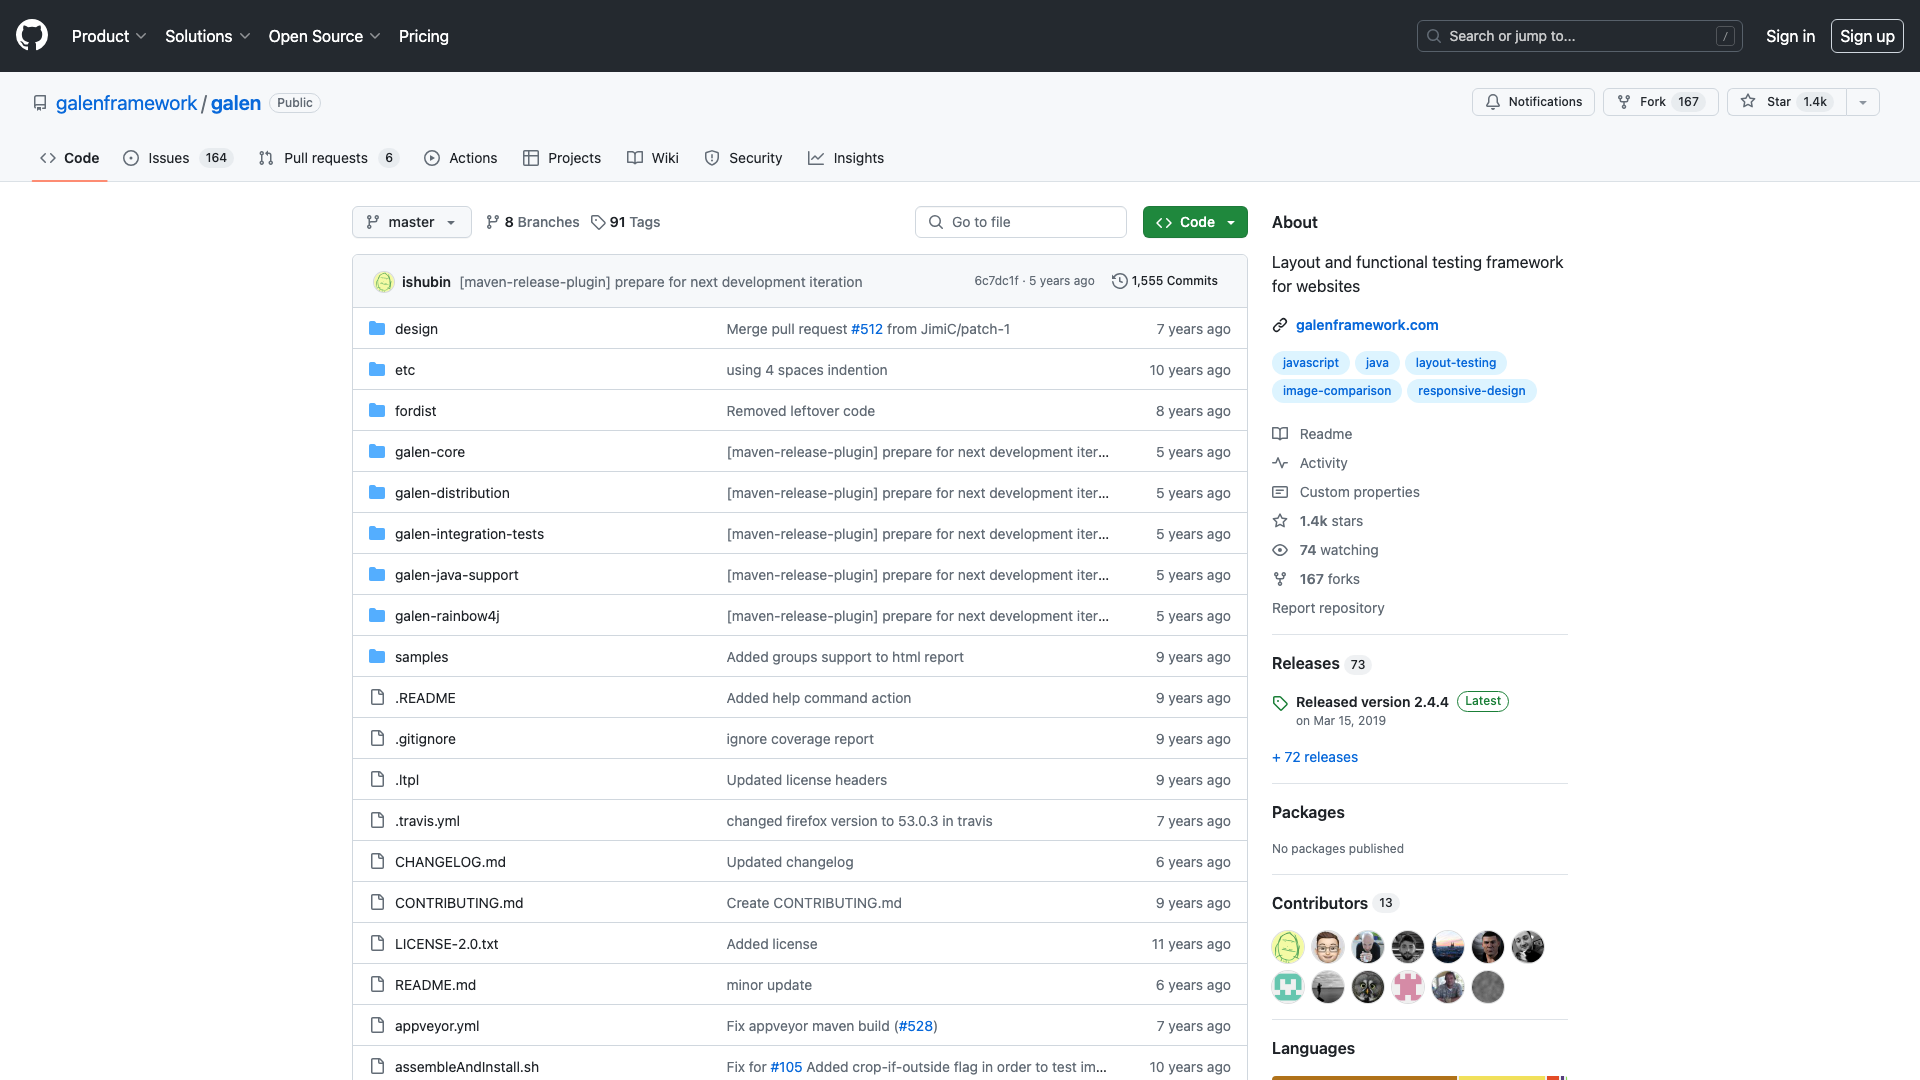 Product Solutions Open Source Pricing Search or jump to... / Sign in Sign up
galenframework / galen Public Notifications Fork 167 Star 1.4k
Code Issues 164 Pull requests 6 Actions Projects Wiki Security Insights
master 8 Branches 91 Tags Go to file Code
ishubin [maven-release-plugin] prepare for next development iteration 6c7dc1f · 5 years ago 1,555 Commits
design Merge pull request #512 from JimiC/patch-1 7 years ago
etc using 4 spaces indention 10 years ago
fordist Removed leftover code 8 years ago
galen-core [maven-release-plugin] prepare for next development iter... 5 years ago
galen-distribution [maven-release-plugin] prepare for next development iter... 5 years ago
galen-integration-tests [maven-release-plugin] prepare for next development iter... 5 years ago
galen-java-support [maven-release-plugin] prepare for next development iter... 5 years ago
galen-rainbow4j [maven-release-plugin] prepare for next development iter... 5 years ago
samples Added groups support to html report 9 years ago
.README Added help command action 9 years ago
.gitignore ignore coverage report 9 years ago
.ltpl Updated license headers 9 years ago
.travis.yml changed firefox version to 53.0.3 in travis 7 years ago
CHANGELOG.md Updated changelog 6 years ago
CONTRIBUTING.md Create CONTRIBUTING.md 9 years ago
LICENSE-2.0.txt Added license 11 years ago
README.md minor update 6 years ago
appveyor.yml Fix appveyor maven build (#528) 7 years ago
assembleAndInstall.sh Fix for #105 Added crop-if-outside flag in order to test im... 10 years ago
About
Layout and functional testing framework
for websites
galenframework.com
javascript java layout-testing
image-comparison responsive-design
Readme
Activity
Custom properties
1.4k stars
74 watching
167 forks
Report repository
Releases 73
Released version 2.4.4 Latest
on Mar 15, 2019
+ 72 releases
Packages
No packages published
Contributors 13
Languages